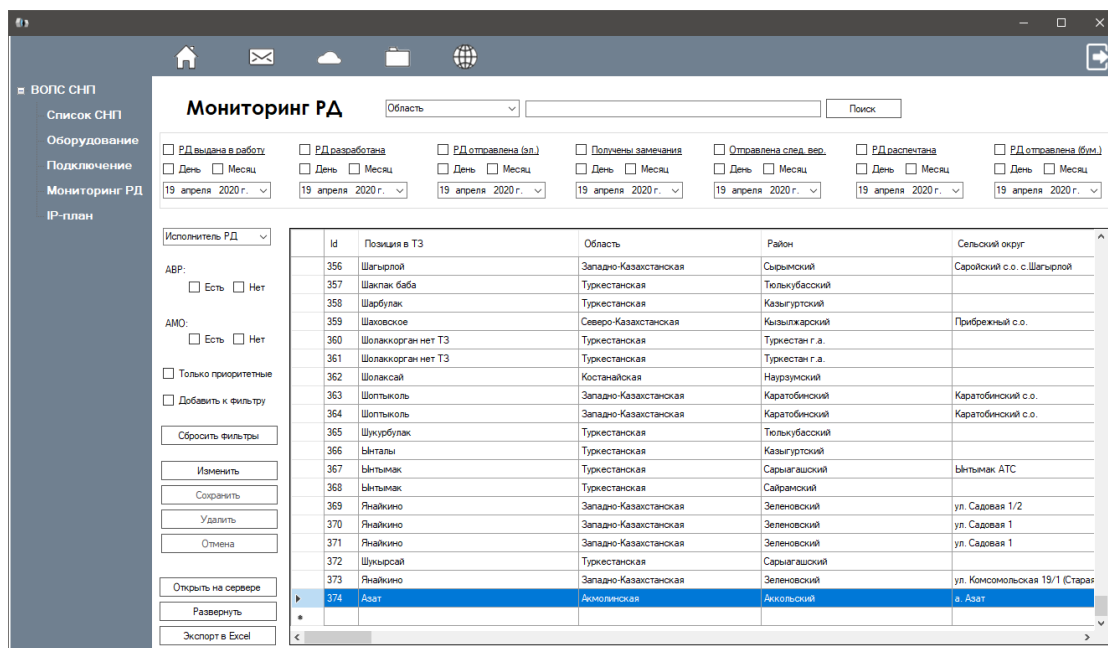 ВОПС СНП
Список СНП
Оборудование
Подключение
Мониторинг РД
IP-план
Мониторинг РД Область Поиск
РД выдана в работу РД разработана РД отправлена (эл.) Получены замечания Отправлена след. вер. РД распечтана РД отправлена (бум.)
День Месяц День Месяц День Месяц День Месяц День Месяц День Месяц День Месяц
19 апреля 2020 г. 19 апреля 2020 г. 19 апреля 2020 г. 19 апреля 2020 г. 19 апреля 2020 г. 19 апреля 2020 г. 19 апреля 2020 г.
Исполнитель РД
АВР:
Есть Нет
АМО:
Есть Нет
Только приоритетные
Добавить к фильтру
Сбросить фильтры
Изменить
Сохранить
Удалить
Отмена
Открыть на сервере
Развернуть
Экспорт в Excel
Id Позиция в ТЗ Область Район Сельский округ
356 Шагырлой Западно-Казахстанская Сырымский Саройский с.о. с.Шагырлой
357 Шакпак баба Туркестанская Тюлькубасский
358 Шарбулак Туркестанская Казыгуртский
359 Шаховское Северо-Казахстанская Кызылжарский Прибрежный с.о.
360 Шолаккорган нет ТЗ Туркестанская Туркестан г.а.
361 Шолаккорган нет ТЗ Туркестанская Туркестан г.а.
362 Шолаксай Костанайская Наурзумский
363 Шоптыколь Западно-Казахстанская Каратобинский Каратобинский с.о.
364 Шоптыколь Западно-Казахстанская Каратобинский Каратобинский с.о.
365 Шукурбулак Туркестанская Тюлькубасский
366 Ынталы Туркестанская Казыгуртский
367 Ынтымак Туркестанская Сарыагашский Ынтымак АТС
368 Ынтымак Туркестанская Сайрамский
369 Янайкино Западно-Казахстанская Зеленовский ул. Садовая 1/2
370 Янайкино Западно-Казахстанская Зеленовский ул. Садовая 1
371 Янайкино Западно-Казахстанская Зеленовский ул. Садовая 1
372 Шукырсай Туркестанская Сарыагашский
373 Янайкино Западно-Казахстанская Зеленовский ул. Комсомольская 19/1 (Старая
374 Азат Акмолинская Аккольский а. Азат